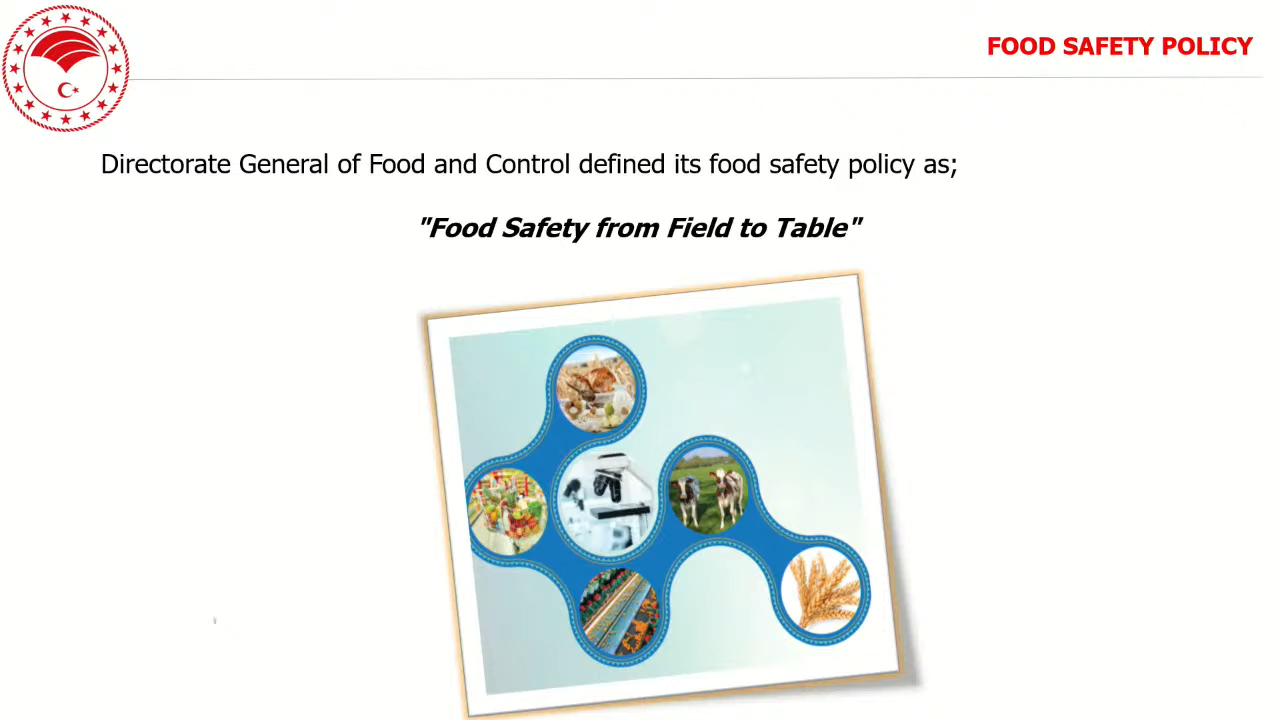 FOOD SAFETY POLICY
Directorate General of Food and Control defined its food safety policy as;
"Food Safety from Field to Table"